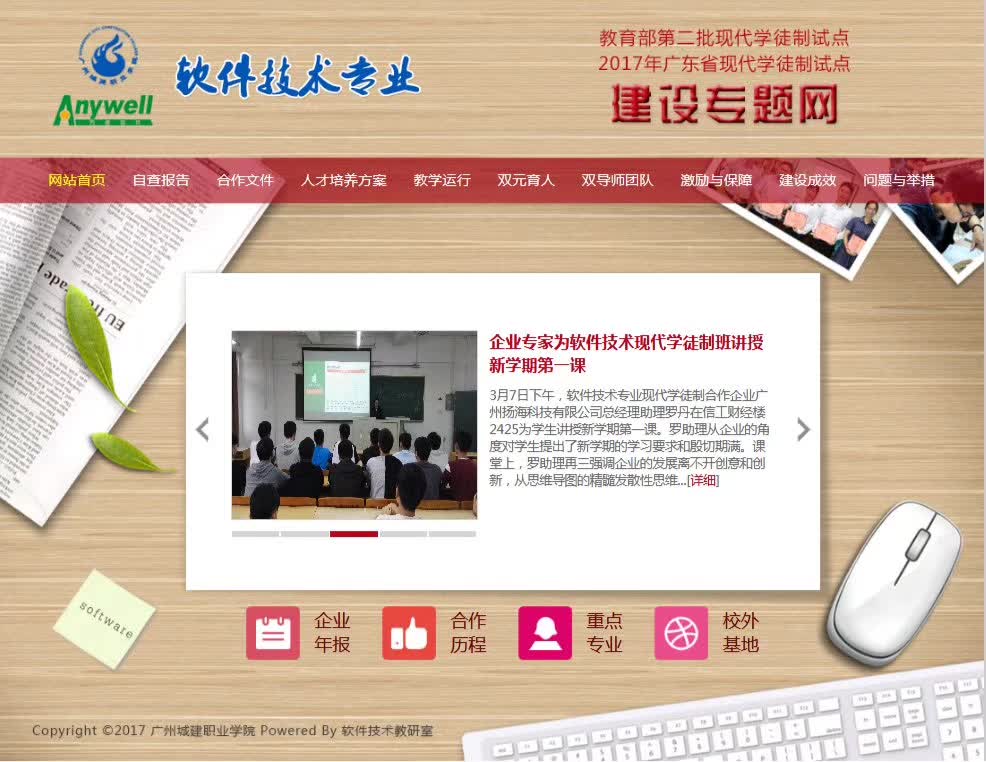 教育部第二批现代学徒制试点
软件技术专业
2017年广东省现代学徒制试点
Anywell
建设专题网
网站首页 自查报告 合作文件 人才培养方案 教学运行 双元育人 双导师团队 激励与保障 建设成效 问题与举措
企业专家为软件技术现代学徒制班讲授
新学期第一课
3月7日下午，软件技术专业现代学徒制合作企业广
州扬海科技有限公司总经理助理罗丹在信工财经楼
2425为学生讲授新学期第一课。罗助理从企业的角
度对学生提出了新学期的学习要求和殷切期满。课
堂上，罗助理再三强调企业的发展离不开创意和创
新，从思维导图的精髓发散性思维...[详细]
software
企业
年报
合作
历程
重点
专业
校外
基地
Copyright ©2017 广州城建职业学院 Powered By 软件技术教研室